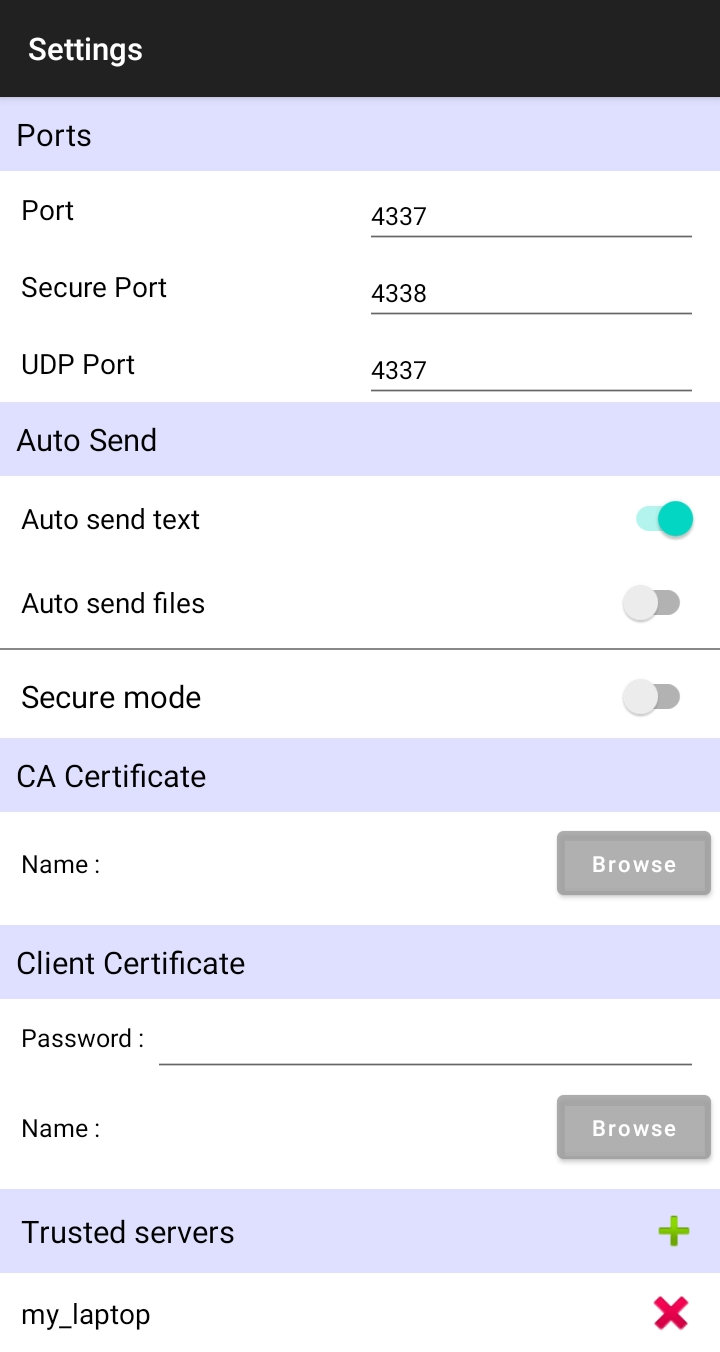 Settings
Ports
Port 4337
Secure Port 4338
UDP Port 4337
Auto Send
Auto send text
Auto send files
Secure mode
CA Certificate
Name : Browse
Client Certificate
Password :
Name : Browse
Trusted servers
my_laptop